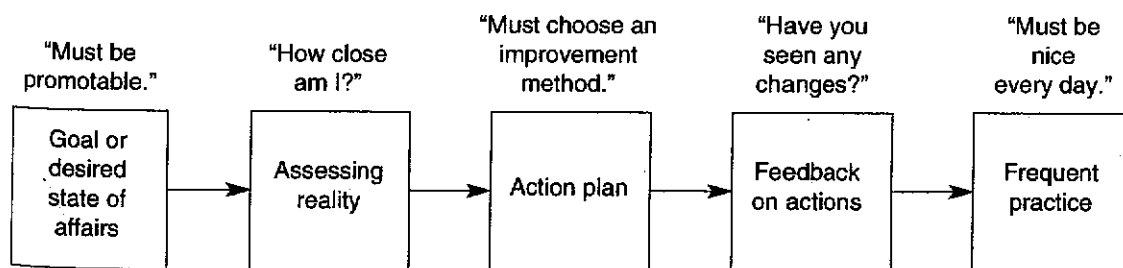 "Must be
promotable."
"How close
am I?"
"Must choose an
improvement
method."
"Have you
seen any
changes?"
"Must be
nice
every day."
Goal or
desired
state of
affairs
Assessing
reality
Action plan
Feedback
on actions
Frequent
practice